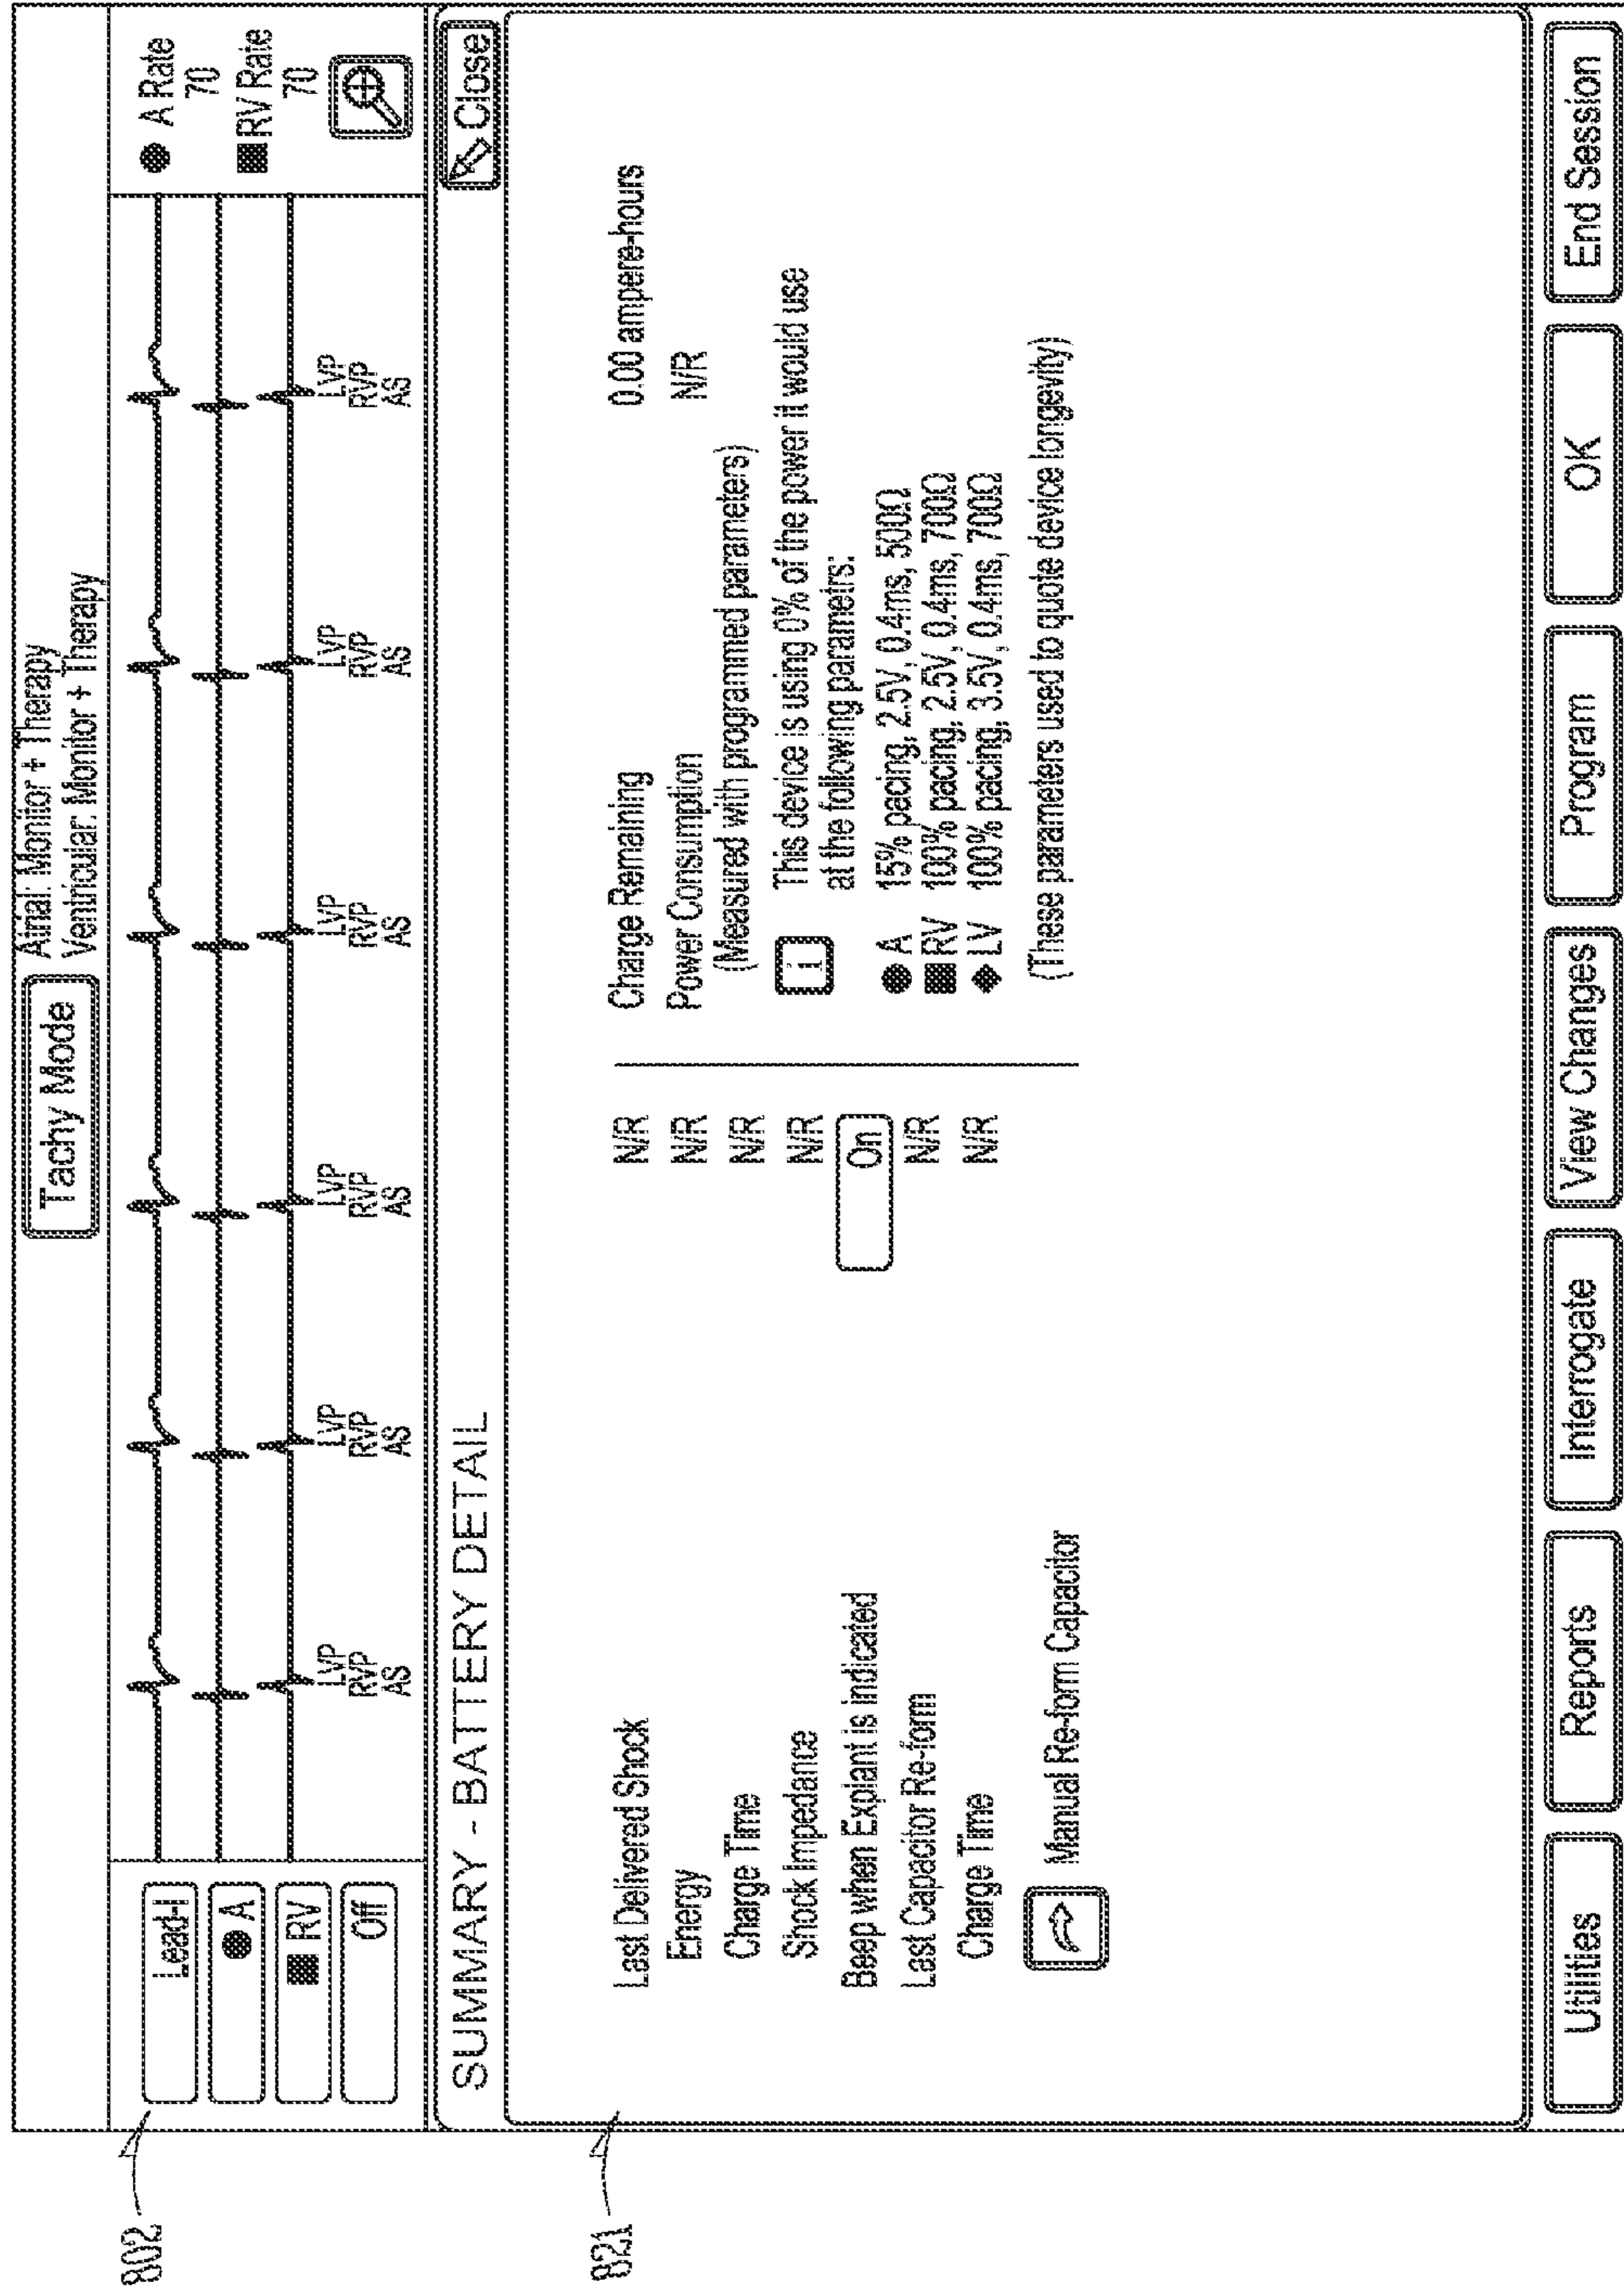 Tachy Mode
Atrial: Monitor + Therapy
Ventricular: Monitor + Therapy
802
Lead-I
A
RV
Off
LVP
RVP
AS
LVP
RVP
AS
LVP
RVP
AS
LVP
RVP
AS
LVP
RVP
AS
LVP
RVP
AS
A Rate
70
RV Rate
70
SUMMARY - BATTERY DETAIL
Close
821
Last Delivered Shock N/R
Energy N/R
Charge Time N/R
Shock Impedance N/R
Beep when Explant is indicated On
Last Capacitor Re-form N/R
Charge Time N/R
Manual Re-form Capacitor
Charge Remaining 0.00 ampere-hours
Power Consumption N/R
(Measured with programmed parameters)
i This device is using 0% of the power it would use
at the following parametrs:
A 15% pacing, 2.5V, 0.4ms, 500Ω
RV 100% pacing, 2.5V, 0.4ms, 700Ω
LV 100% pacing, 3.5V, 0.4ms, 700Ω
(These parameters used to quote device longevity)
Utilities
Reports
Interrogate
View Changes
Program
OK
End Session